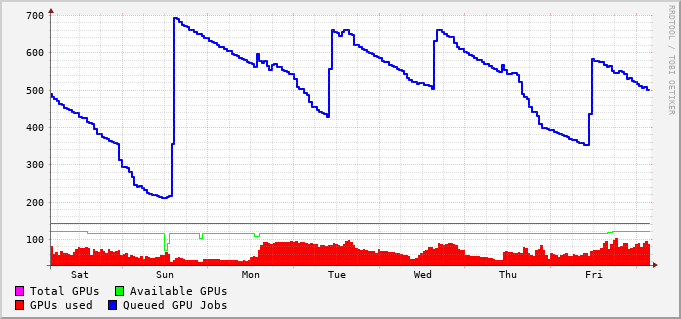 700
600
500
400
300
200
100
Sat Sun Mon Tue Wed Thu Fri
RRDTOOL / TOBI OETIKER
Total GPUs Available GPUs
GPUs used Queued GPU Jobs